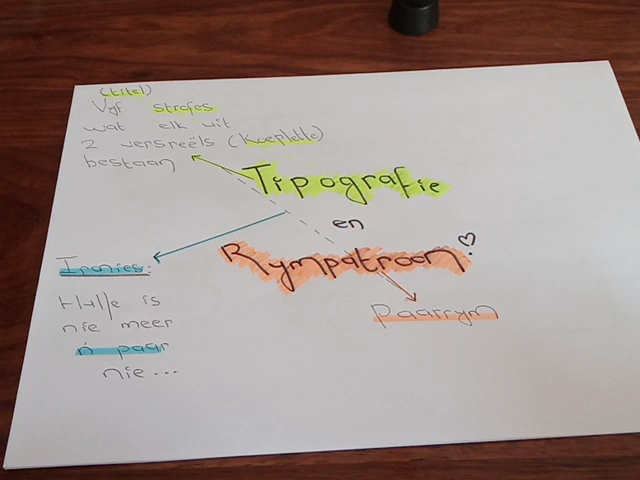 (titel)
Vyf strofes
wat elk uit
2 versreëls (Koeplette)
bestaan
Tipografie
en
Rympatroon!
Paarrym
Ironies:
Hulle is
nie meer
'n paar
nie...